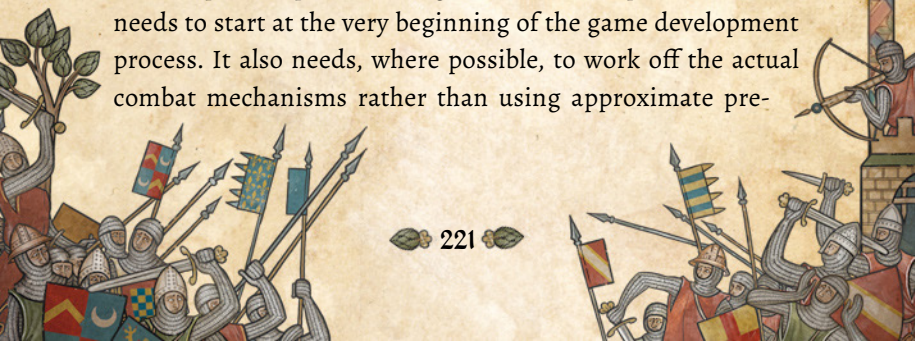 needs to start at the very beginning of the game development
process. It also needs, where possible, to work off the actual
combat mechanisms rather than using approximate pre-
221